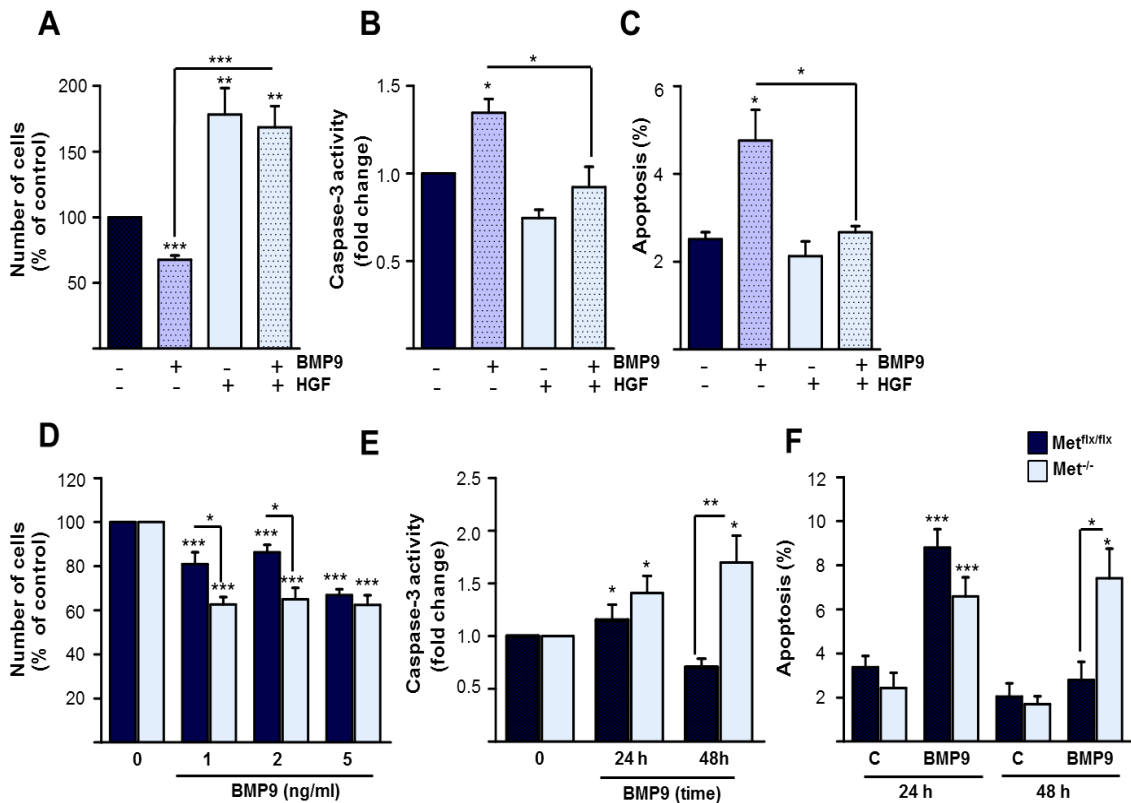 A
Number of cells
(% of control)
200
150
100
50
***
***
**
**
- + - + BMP9
- - + + HGF
B
Caspase-3 activity
(fold change)
1.5
1.0
0.5
*
*
- + - + BMP9
- - + + HGF
C
Apoptosis (%)
6
4
2
*
*
- + - + BMP9
- - + + HGF
D
Number of cells
(% of control)
120
100
80
60
40
20
***
*
***
***
*
***
***
***
0 1 2 5
BMP9 (ng/ml)
E
Caspase-3 activity
(fold change)
2.5
2.0
1.5
1.0
0.5
*
*
**
*
0 24 h 48h
BMP9 (time)
F
Met flx/flx
Met -/-
Apoptosis (%)
12
10
8
6
4
2
***
***
*
*
C BMP9 C BMP9
24 h 48 h